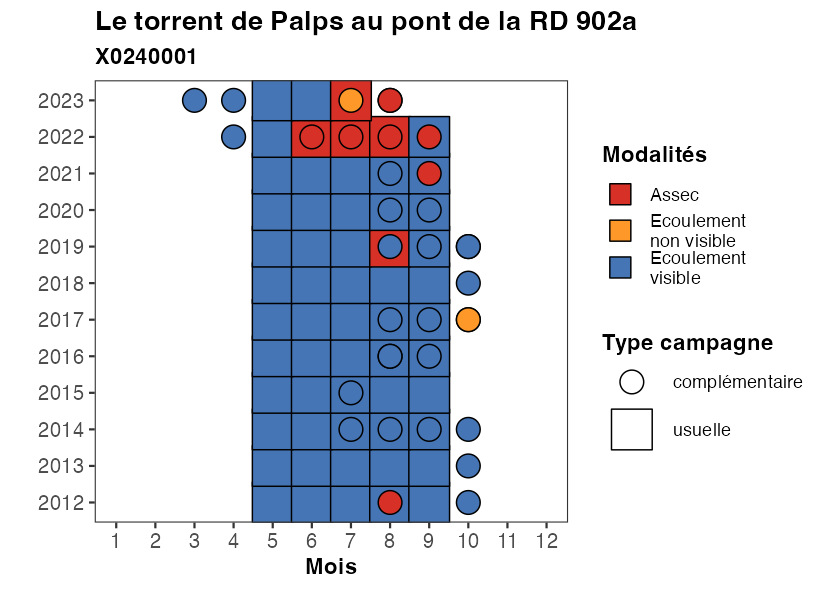 Le torrent de Palps au pont de la RD 902a
X0240001
2023
2022
2021
2020
2019
2018
2017
2016
2015
2014
2013
2012
1 2 3 4 5 6 7 8 9 10 11 12
Mois
Modalités
Assec
Ecoulement
non visible
Ecoulement
visible
Type campagne
complémentaire
usuelle